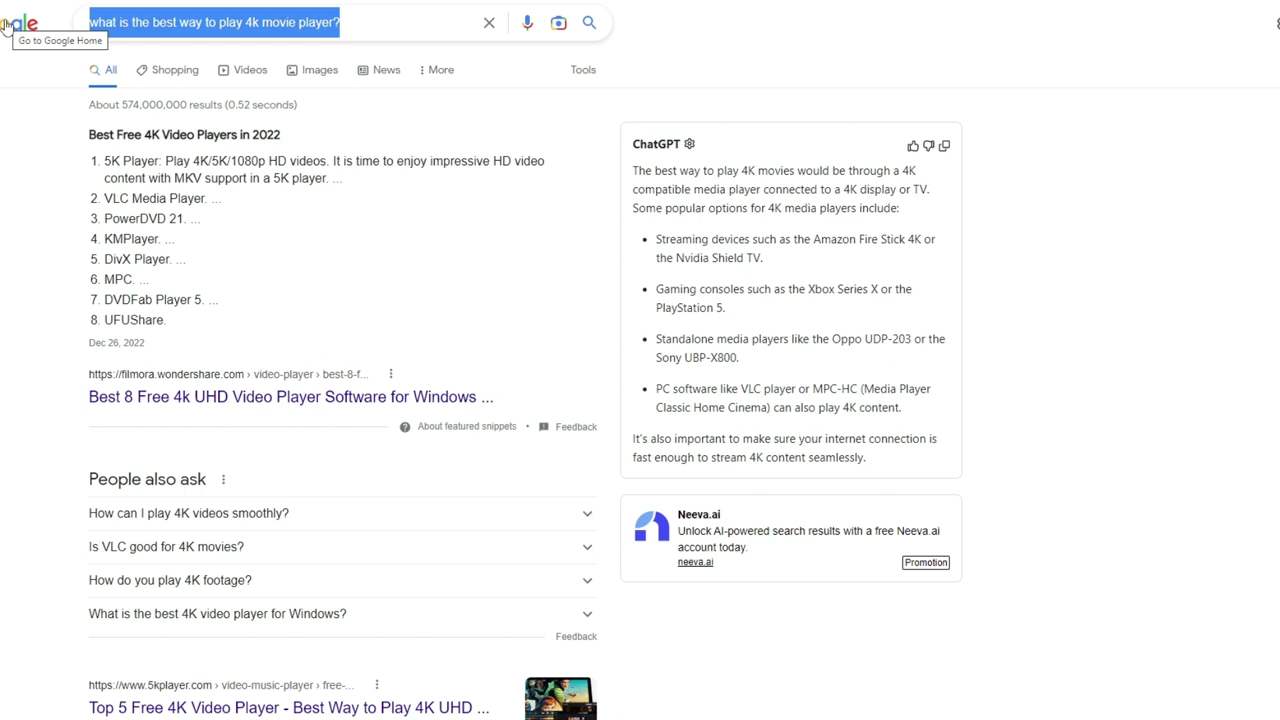 what is the best way to play 4k movie player?
Go to Google Home
All Shopping Videos Images News More Tools
About 574,000,000 results (0.52 seconds)
Best Free 4K Video Players in 2022
1. 5K Player: Play 4K/5K/1080p HD videos. It is time to enjoy impressive HD video
content with MKV support in a 5K player. ...
2. VLC Media Player. ...
3. PowerDVD 21. ...
4. KMPlayer. ...
5. DivX Player. ...
6. MPC. ...
7. DVDFab Player 5. ...
8. UFUShare.
Dec 26, 2022
https://filmora.wondershare.com › video-player › best-8-f...
Best 8 Free 4k UHD Video Player Software for Windows ...
About featured snippets • Feedback
People also ask
How can I play 4K videos smoothly?
Is VLC good for 4K movies?
How do you play 4K footage?
What is the best 4K video player for Windows?
Feedback
https://www.5kplayer.com › video-music-player › free-...
Top 5 Free 4K Video Player - Best Way to Play 4K UHD ...
ChatGPT
The best way to play 4K movies would be through a 4K
compatible media player connected to a 4K display or TV.
Some popular options for 4K media players include:
• Streaming devices such as the Amazon Fire Stick 4K or
the Nvidia Shield TV.
• Gaming consoles such as the Xbox Series X or the
PlayStation 5.
• Standalone media players like the Oppo UDP-203 or the
Sony UBP-X800.
• PC software like VLC player or MPC-HC (Media Player
Classic Home Cinema) can also play 4K content.
It's also important to make sure your internet connection is
fast enough to stream 4K content seamlessly.
Neeva.ai
Unlock AI-powered search results with a free Neeva.ai
account today.
neeva.ai
Promotion